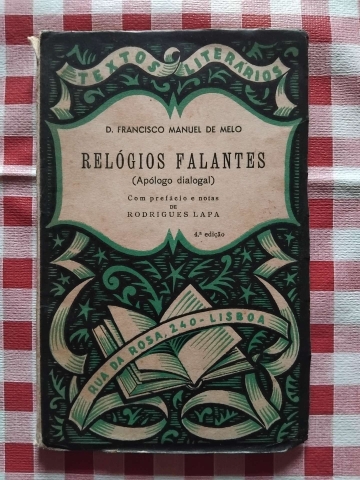 TEXTOS LITERÁRIOS
D. FRANCISCO MANUEL DE MELO
RELÓGIOS FALANTES
(Apólogo dialogal)
Com prefácio e notas
DE
RODRIGUES LAPA
4.ª edição
RUA DA ROSA, 240-LISBOA